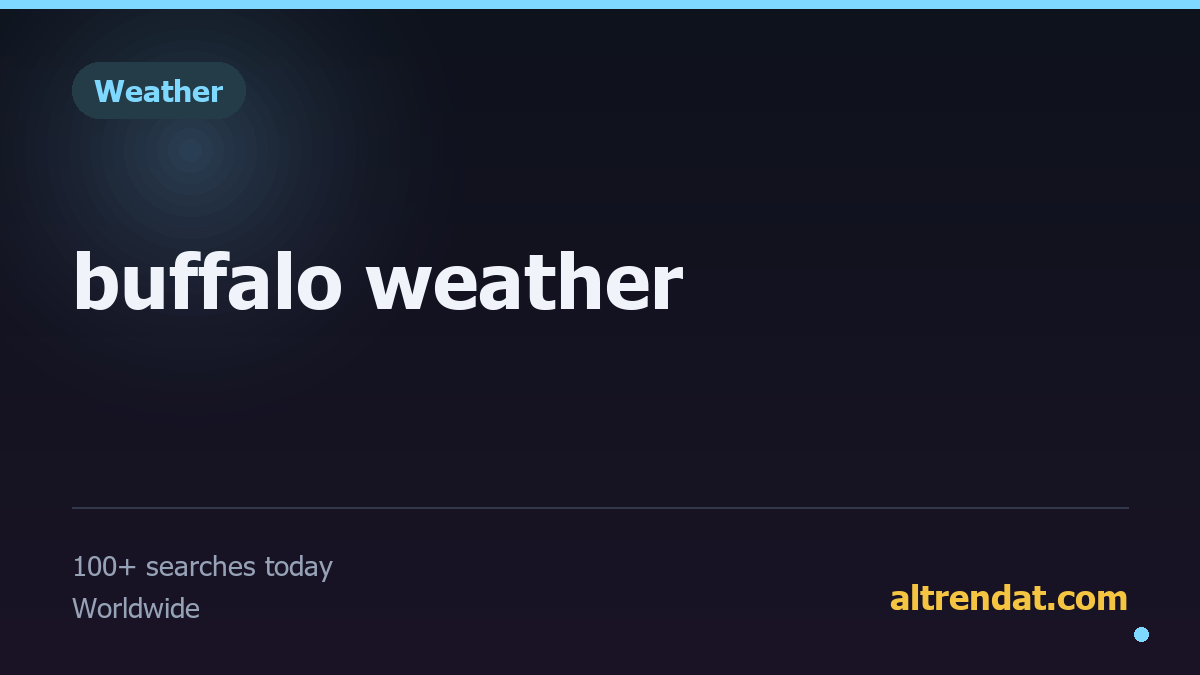 Weather
buffalo weather
100+ searches today
Worldwide
altrendat.com